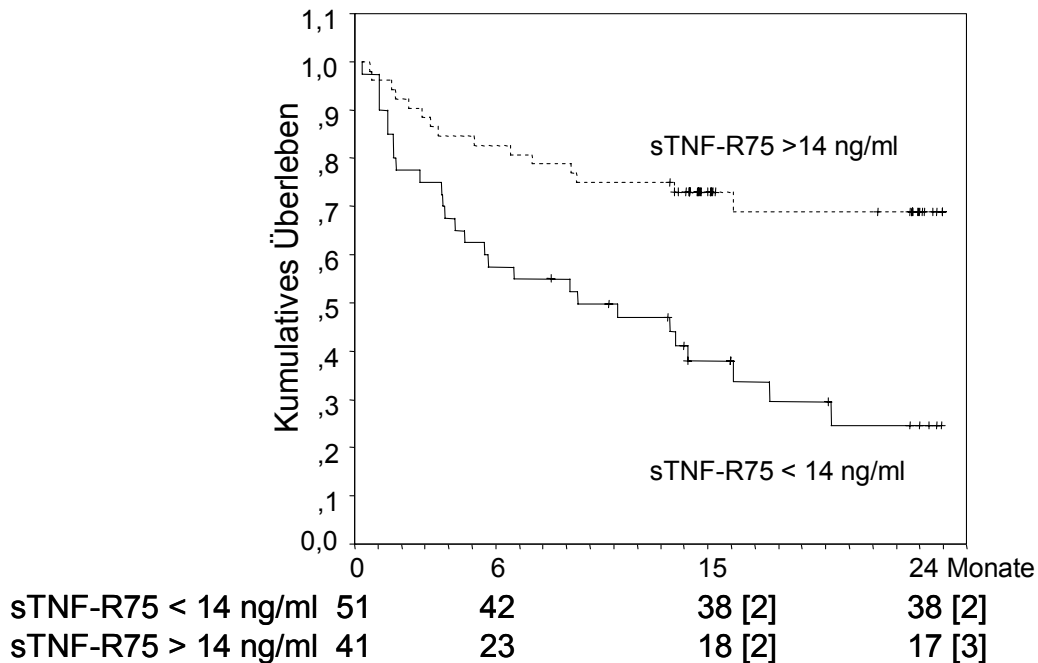 1,1
1,0
,9
,8
,7
,6
,5
,4
,3
,2
,1
0,0
Kumulatives Überleben
sTNF-R75 >14 ng/ml
sTNF-R75 < 14 ng/ml
0 6 15 24 Monate
sTNF-R75 < 14 ng/ml 51 42 38 [2] 38 [2]
sTNF-R75 > 14 ng/ml 41 23 18 [2] 17 [3]